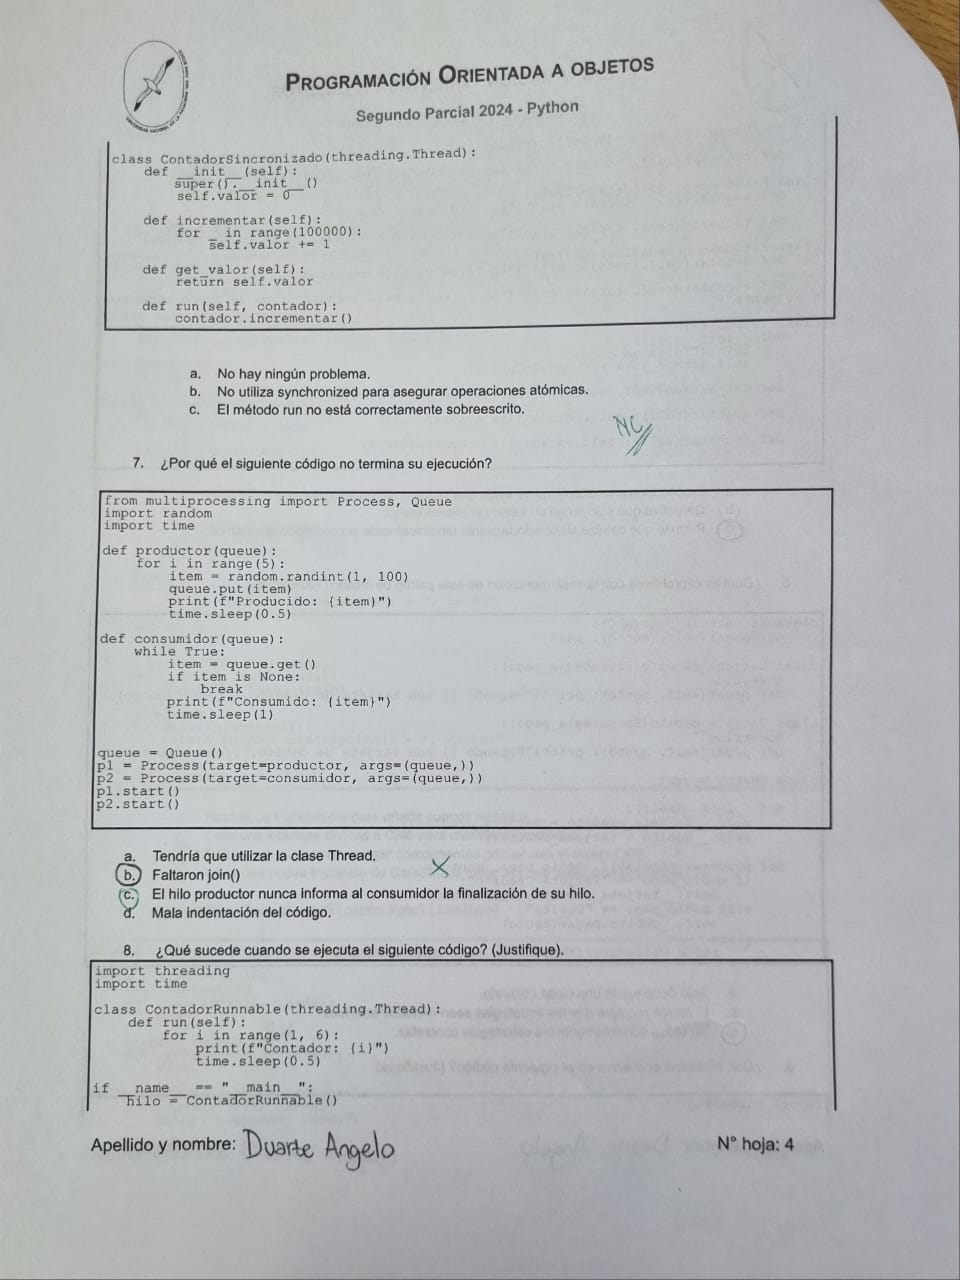 PROGRAMACIÓN ORIENTADA A OBJETOS
Segundo Parcial 2024 - Python
class ContadorSincronizado(threading.Thread):
    def __init__(self):
        super().__init__()
        self.valor = 0
    def incrementar(self):
        for _ in range(100000):
            self.valor += 1
    def get_valor(self):
        return self.valor
    def run(self, contador):
        contador.incrementar()
a. No hay ningún problema.
b. No utiliza synchronized para asegurar operaciones atómicas.
c. El método run no está correctamente sobreescrito.
NC
7. ¿Por qué el siguiente código no termina su ejecución?
from multiprocessing import Process, Queue
import random
import time
def productor(queue):
    for i in range(5):
        item = random.randint(1, 100)
        queue.put(item)
        print(f"Producido: {item}")
        time.sleep(0.5)
def consumidor(queue):
    while True:
        item = queue.get()
        if item is None:
            break
        print(f"Consumido: {item}")
        time.sleep(1)
queue = Queue()
p1 = Process(target=productor, args=(queue,))
p2 = Process(target=consumidor, args=(queue,))
p1.start()
p2.start()
a. Tendría que utilizar la clase Thread.
b. Faltaron join()
c. El hilo productor nunca informa al consumidor la finalización de su hilo.
d. Mala indentación del código.
8. ¿Qué sucede cuando se ejecuta el siguiente código? (Justifique).
import threading
import time
class ContadorRunnable(threading.Thread):
    def run(self):
        for i in range(1, 6):
            print(f"Contador: {i}")
            time.sleep(0.5)
if __name__ == "__main__":
    hilo = ContadorRunnable()
Apellido y nombre: Duarte Angelo
N° hoja: 4